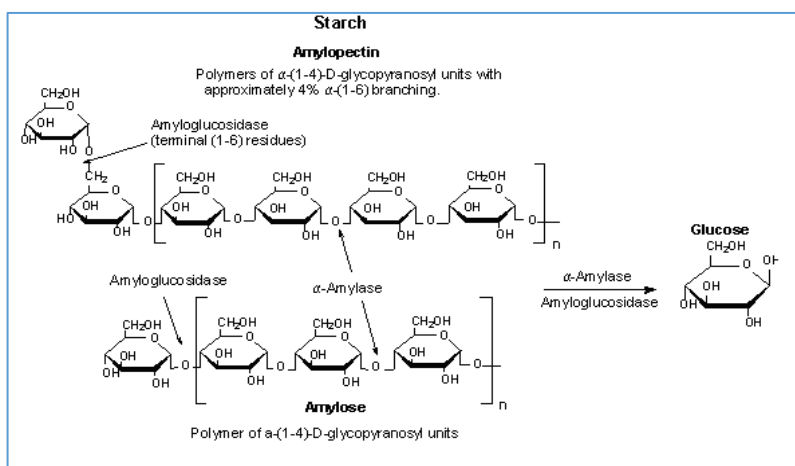 Starch
Amylopectin
Polymers of α-(1-4)-D-glycopyranosyl units with
approximately 4% α-(1-6) branching.
CH₂OH
O
OH
OH
HO
O
Amyloglucosidase
(terminal (1-6) residues)
CH₂
CH₂OH
CH₂OH
CH₂OH
CH₂OH
O
O
O
O
O
OH
OH
OH
OH
OH
HO
O
O
O
O
O
OH
OH
OH
OH
OH
n
Glucose
CH₂OH
O
OH
OH
OH
OH
Amyloglucosidase
α-Amylase
α-Amylase
Amyloglucosidase
CH₂OH
CH₂OH
CH₂OH
CH₂OH
O
O
O
O
OH
OH
OH
OH
OH
O
O
O
O
OH
OH
OH
OH
n
Amylose
Polymer of a-(1-4)-D-glycopyranosyl units